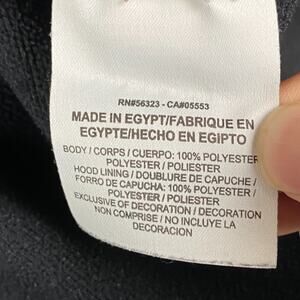 RN#56323 - CA#05553
MADE IN EGYPT/FABRIQUE EN
EGYPTE/HECHO EN EGIPTO
BODY / CORPS / CUERPO: 100% POLYESTER
POLYESTER / POLIESTER
HOOD LINING / DOUBLURE DE CAPUCHE /
FORRO DE CAPUCHA: 100% POLYESTER /
POLYESTER / POLIESTER
EXCLUSIVE OF DECORATION / DECORATION
NON COMPRISE / NO INCLUYE LA
DECORACION